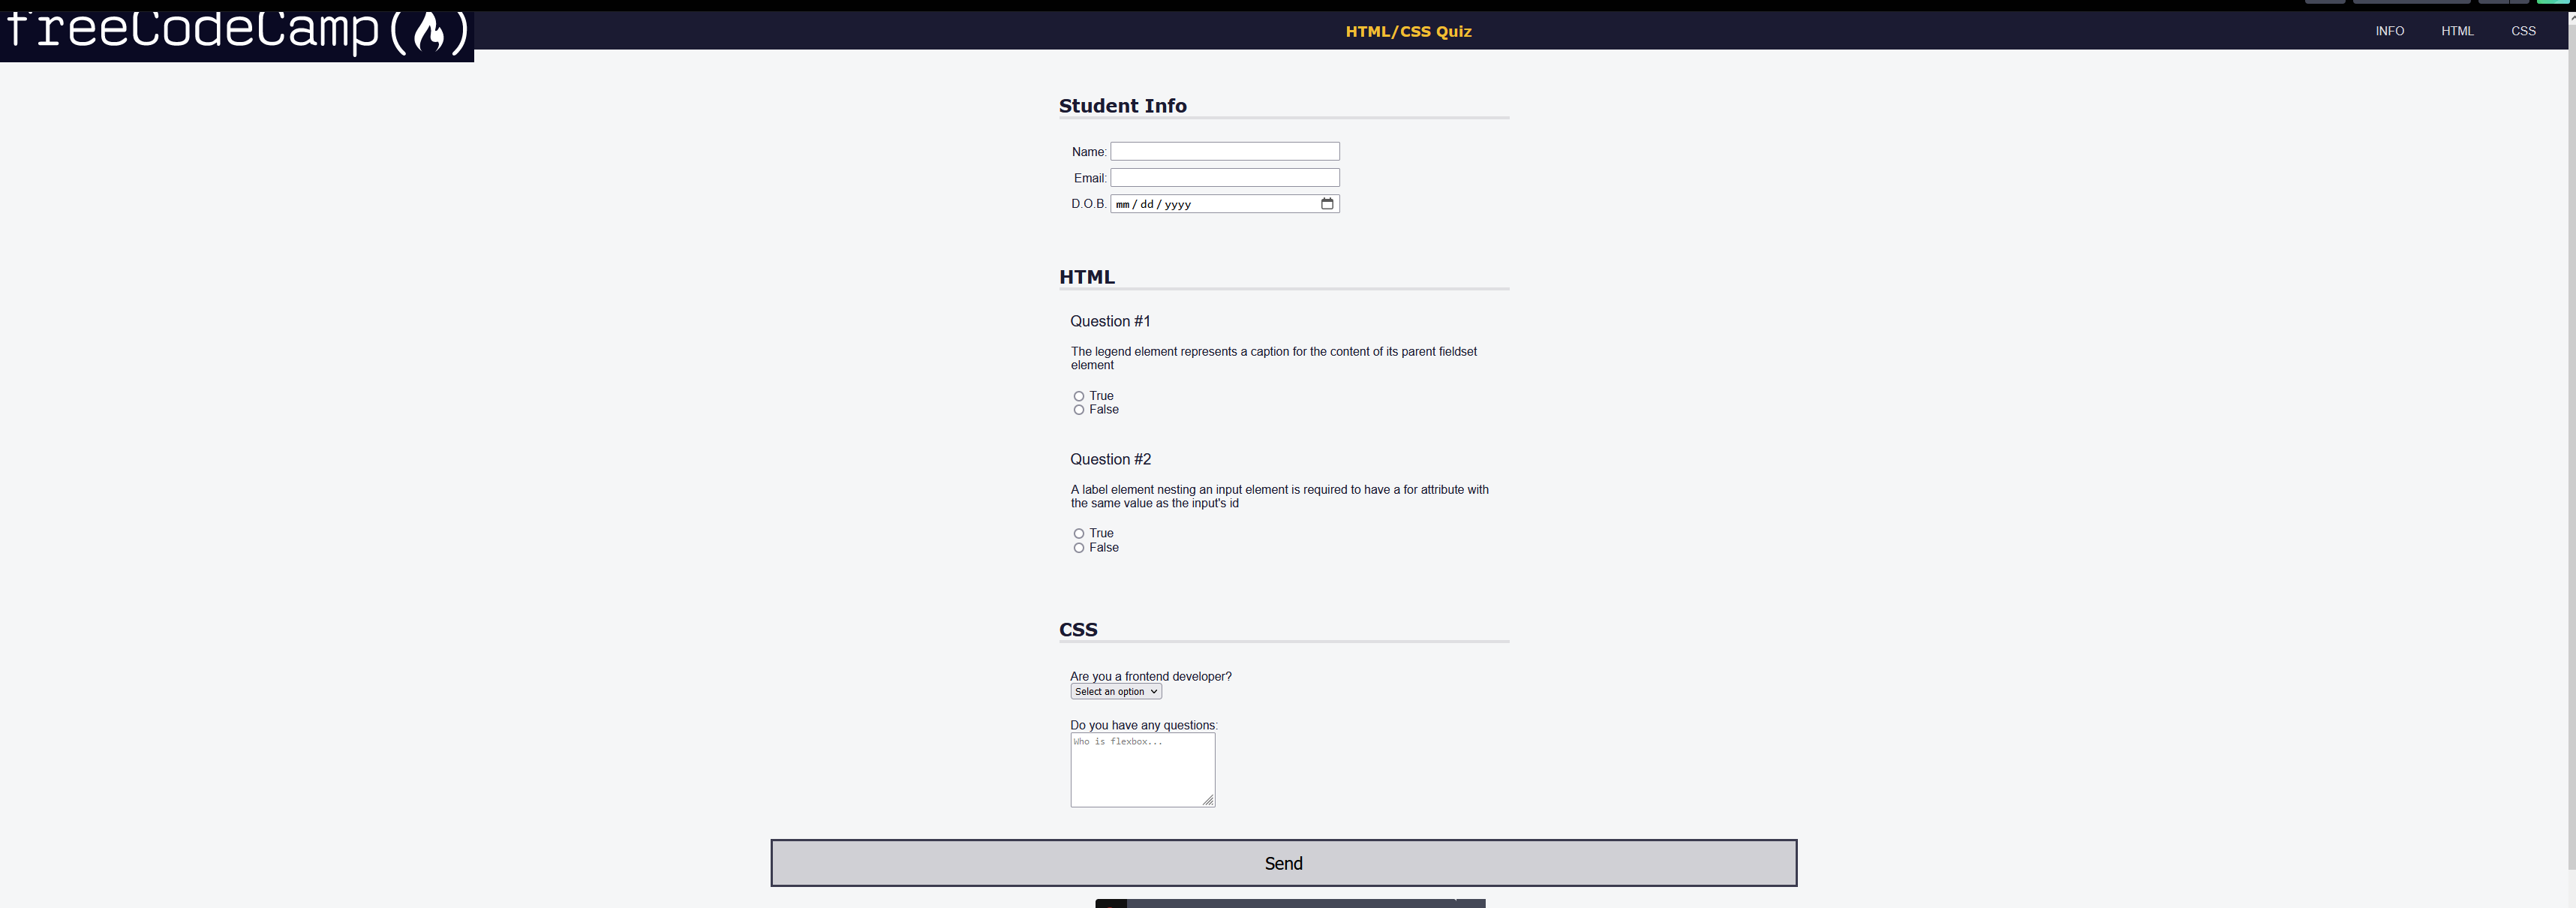 freeCodeCamp
HTML/CSS Quiz
INFO
HTML
CSS
Student Info
Name:
Email:
D.O.B. mm/dd/yyyy
HTML
Question #1
The legend element represents a caption for the content of its parent fieldset
element
True
False
Question #2
A label element nesting an input element is required to have a for attribute with
the same value as the input's id
True
False
CSS
Are you a frontend developer?
Select an option
Do you have any questions:
Who is flexbox...
Send